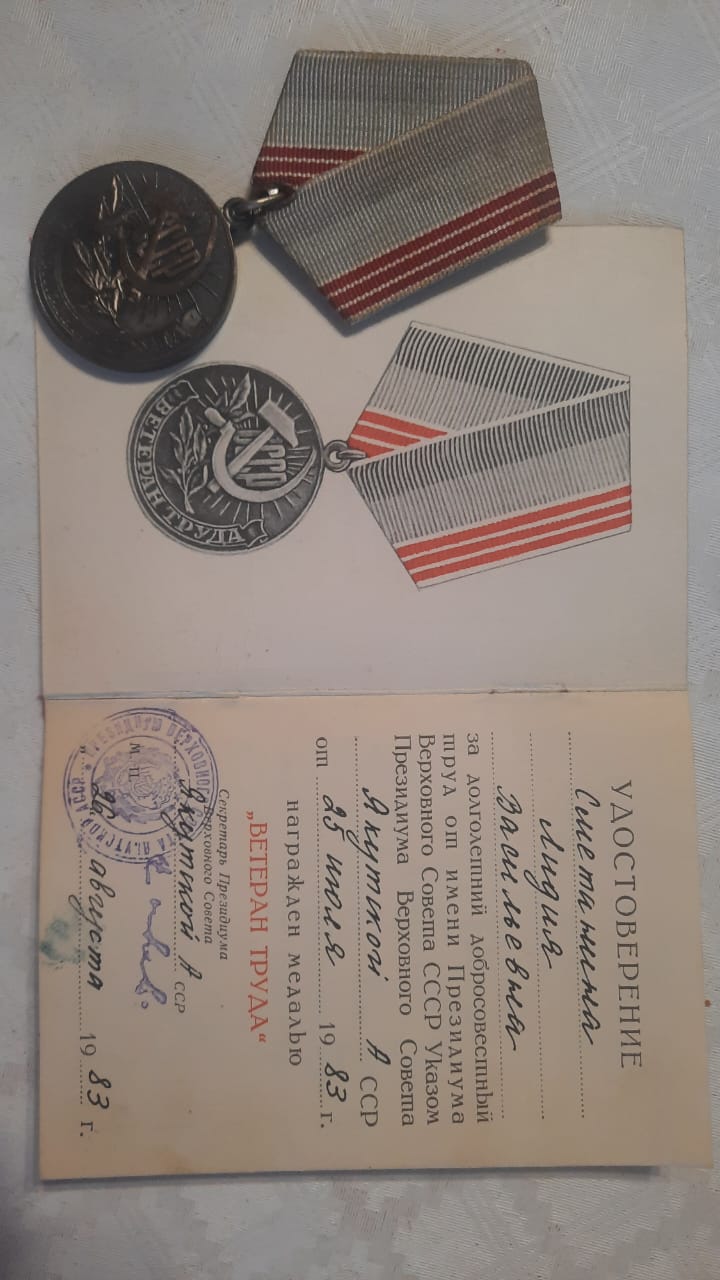 СССР
ВЕТЕРАН ТРУДА
УДОСТОВЕРЕНИЕ
Сметанина
Лидия
Васильевна
за долголетний добросовестный
труд от имени Президиума
Верховного Совета СССР Указом
Президиума Верховного Совета
Якутской А ССР
от 25 июля 1983 г.
награжден медалью
„ВЕТЕРАН ТРУДА“
Секретарь Президиума
Верховного Совета
Якутской А ССР
М. П.
„26 августа 1983 г.